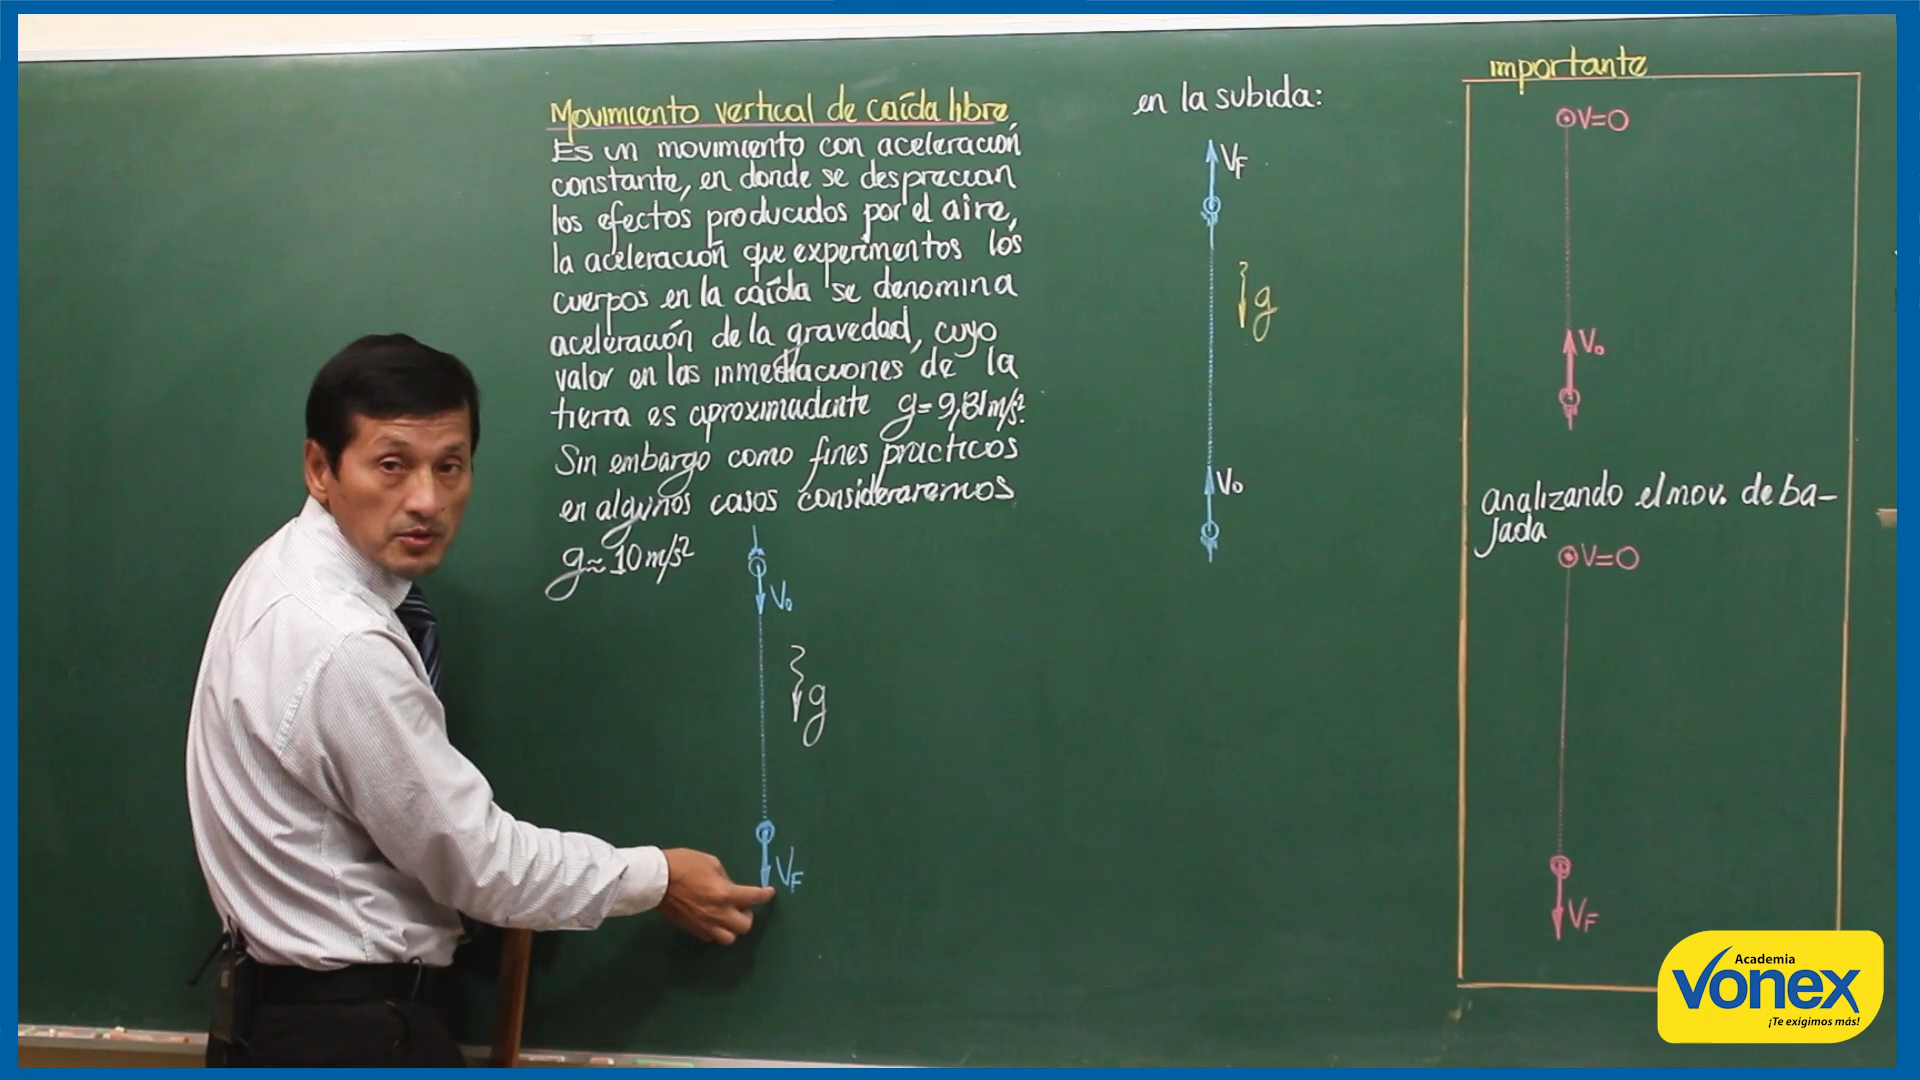 Movimiento vertical de caída libre
Es un movimiento con aceleración
constante, en donde se desprecian
los efectos producidos por el aire,
la aceleración que experimentos los
cuerpos en la caída se denomina
aceleración de la gravedad, cuyo
valor en las inmediaciones de la
tierra es aproximadante g=9,81m/s².
Sin embargo como fines practicos
en algunos casos consideraremos
g≈10m/s²
V₀
g
VF
en la subida:
VF
g
V₀
importante
V=0
V₀
analizando el mov. de ba-
jada
V=0
VF
Academia
Vonex
¡Te exigimos más!